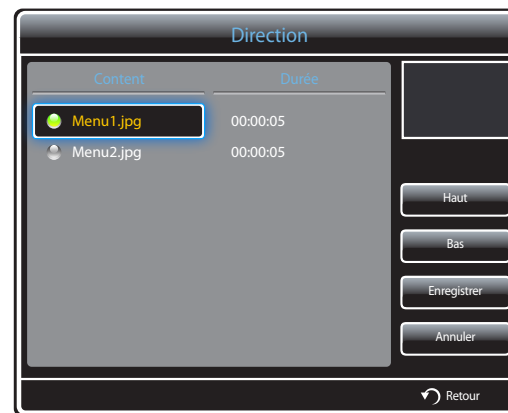 Direction
Content Durée
Menu1.jpg 00:00:05
Menu2.jpg 00:00:05
Haut
Bas
Enregistrer
Annuler
Retour